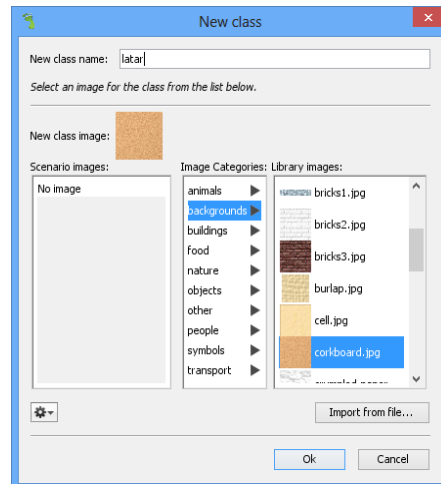 New class
New class name: latar
Select an image for the class from the list below.
New class image:
Scenario images:
No image
Image Categories:
animals
backgrounds
buildings
food
nature
objects
other
people
symbols
transport
Library images:
bricks1.jpg
bricks2.jpg
bricks3.jpg
burlap.jpg
cell.jpg
corkboard.jpg
Import from file...
Ok
Cancel